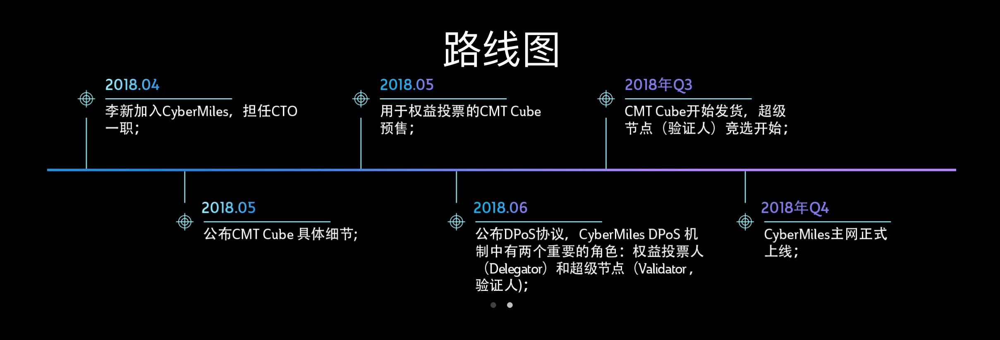 路线图
2018.04
李新加入CyberMiles，担任CTO
一职；
2018.05
公布CMT Cube 具体细节;
2018.05
用于权益投票的CMT Cube
预售；
2018.06
公布DPoS协议，CyberMiles DPoS 机
制中有两个重要的角色：权益投票人
（Delegator）和超级节点（Validator ,
验证人)；
2018年Q3
CMT Cube开始发货，超级
节点（验证人）竞选开始；
2018年Q4
CyberMiles主网正式
上线；